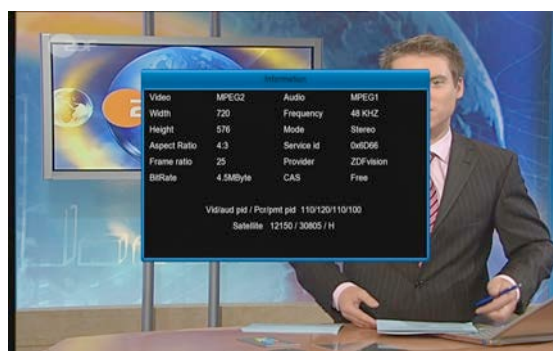 ZDF
Information
Video MPEG2 Audio MPEG1
Width 720 Frequency 48 KHZ
Height 576 Mode Stereo
Aspect Ratio 4:3 Service id 0x6D66
Frame ratio 25 Provider ZDFvision
BitRate 4.5MByte CAS Free
Vid/aud pid / Pcr/pmt pid 110/120/110/100
Satellite 12150 / 30805 / H